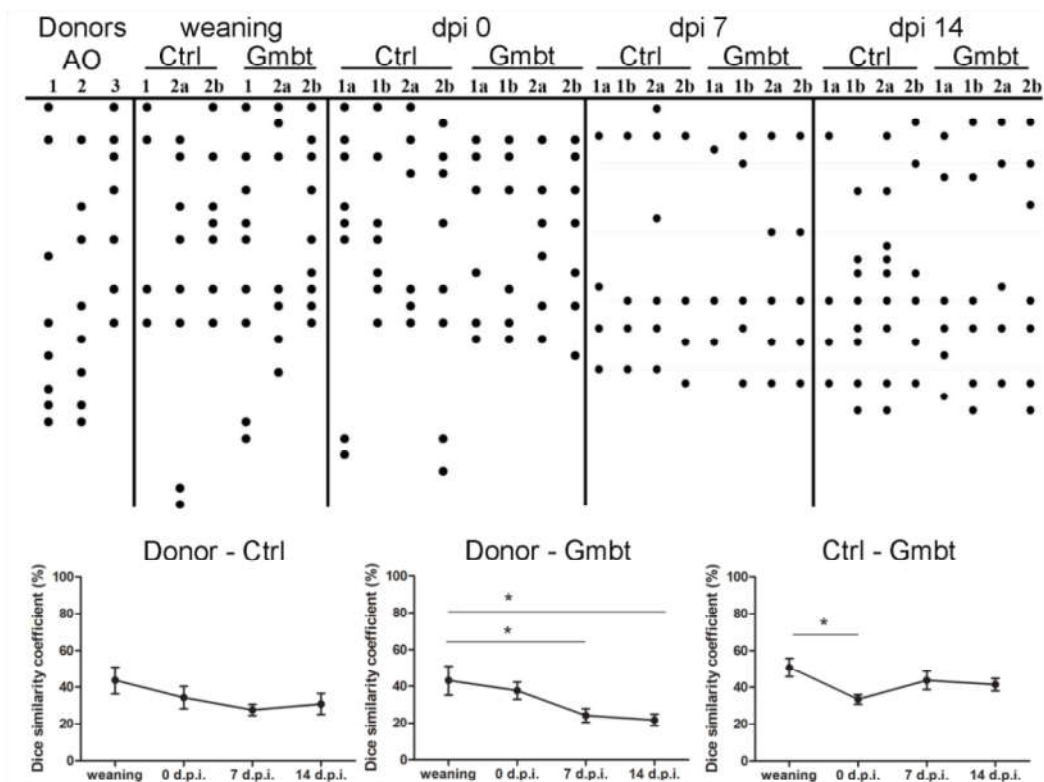 Donors weaning dpi 0 dpi 7 dpi 14
AO Ctrl Gmbt Ctrl Gmbt Ctrl Gmbt Ctrl Gmbt
1 2 3 1 2a 2b 1 2a 2b 1a 1b 2a 2b 1a 1b 2a 2b 1a 1b 2a 2b 1a 1b 2a 2b 1a 1b 2a 2b 1a 1b 2a 2b
Donor - Ctrl
Dice similarity coefficient (%)
100
80
60
40
20
0
weaning 0 d.p.i. 7 d.p.i. 14 d.p.i.
Donor - Gmbt
Dice similarity coefficient (%)
100
80
60
40
20
0
*
*
weaning 0 d.p.i. 7 d.p.i. 14 d.p.i.
Ctrl - Gmbt
Dice similarity coefficient (%)
100
80
60
40
20
0
*
weaning 0 d.p.i. 7 d.p.i. 14 d.p.i.